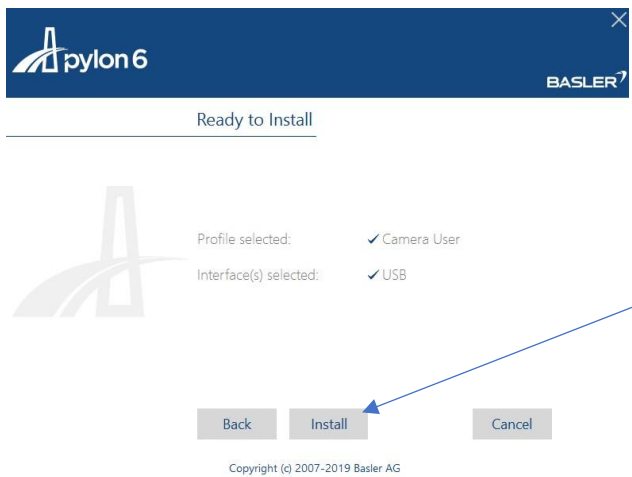 pylon 6
BASLER
Ready to Install
Profile selected: ✓ Camera User
Interface(s) selected: ✓ USB
Back Install Cancel
Copyright (c) 2007-2019 Basler AG